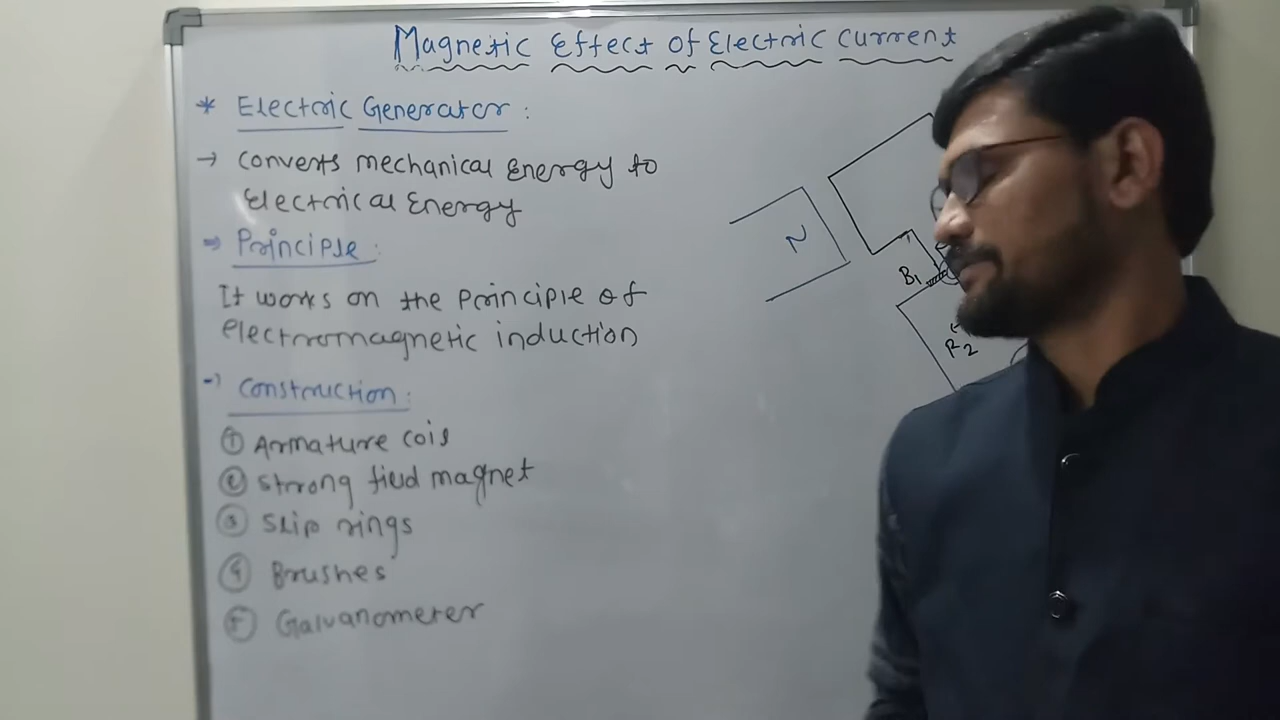 Magnetic Effect of Electric current
* Electric Generator :
→ converts mechanical Energy to
Electrical Energy
⇒ Principle :
It works on the principle of
electromagnetic induction
→ construction :
① Armature coil
② strong field magnet
③ Slip rings
④ Brushes
⑤ Galvanometer
N
B1
R2